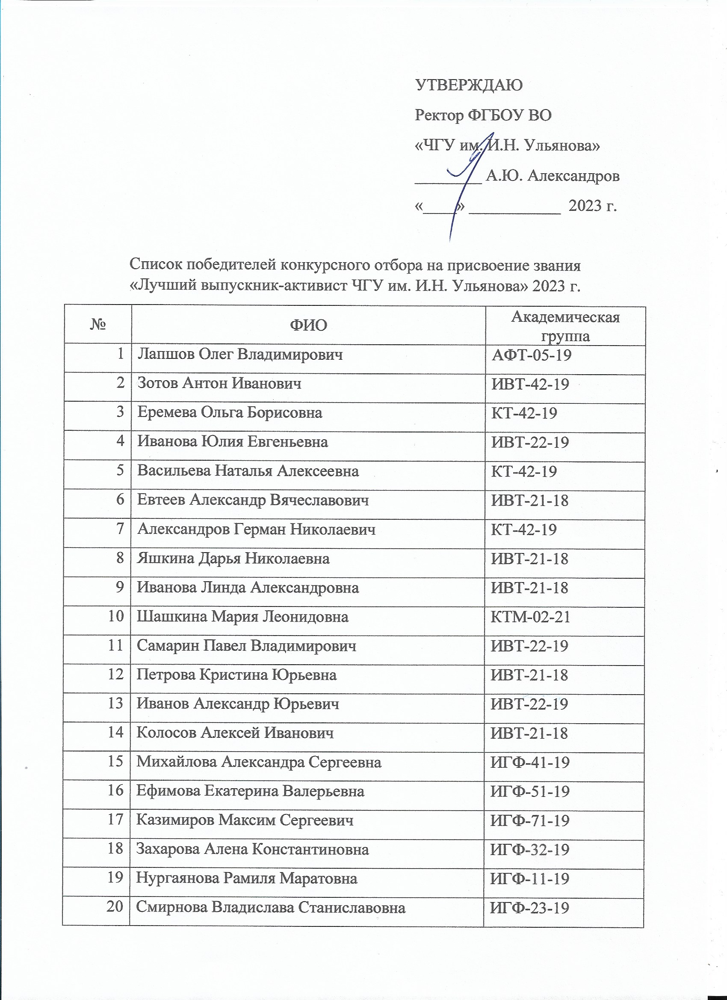 УТВЕРЖДАЮ
Ректор ФГБОУ ВО
«ЧГУ им. И.Н. Ульянова»
________ А.Ю. Александров
«____» ___________ 2023 г.
Список победителей конкурсного отбора на присвоение звания
«Лучший выпускник-активист ЧГУ им. И.Н. Ульянова» 2023 г.
№ ФИО Академическая группа
1 Лапшов Олег Владимирович АФТ-05-19
2 Зотов Антон Иванович ИВТ-42-19
3 Еремева Ольга Борисовна КТ-42-19
4 Иванова Юлия Евгеньевна ИВТ-22-19
5 Васильева Наталья Алексеевна КТ-42-19
6 Евтеев Александр Вячеславович ИВТ-21-18
7 Александров Герман Николаевич КТ-42-19
8 Яшкина Дарья Николаевна ИВТ-21-18
9 Иванова Линда Александровна ИВТ-21-18
10 Шашкина Мария Леонидовна КТМ-02-21
11 Самарин Павел Владимирович ИВТ-22-19
12 Петрова Кристина Юрьевна ИВТ-21-18
13 Иванов Александр Юрьевич ИВТ-22-19
14 Колосов Алексей Иванович ИВТ-21-18
15 Михайлова Александра Сергеевна ИГФ-41-19
16 Ефимова Екатерина Валерьевна ИГФ-51-19
17 Казимиров Максим Сергеевич ИГФ-71-19
18 Захарова Алена Константиновна ИГФ-32-19
19 Нургаянова Рамиля Маратовна ИГФ-11-19
20 Смирнова Владислава Станиславовна ИГФ-23-19